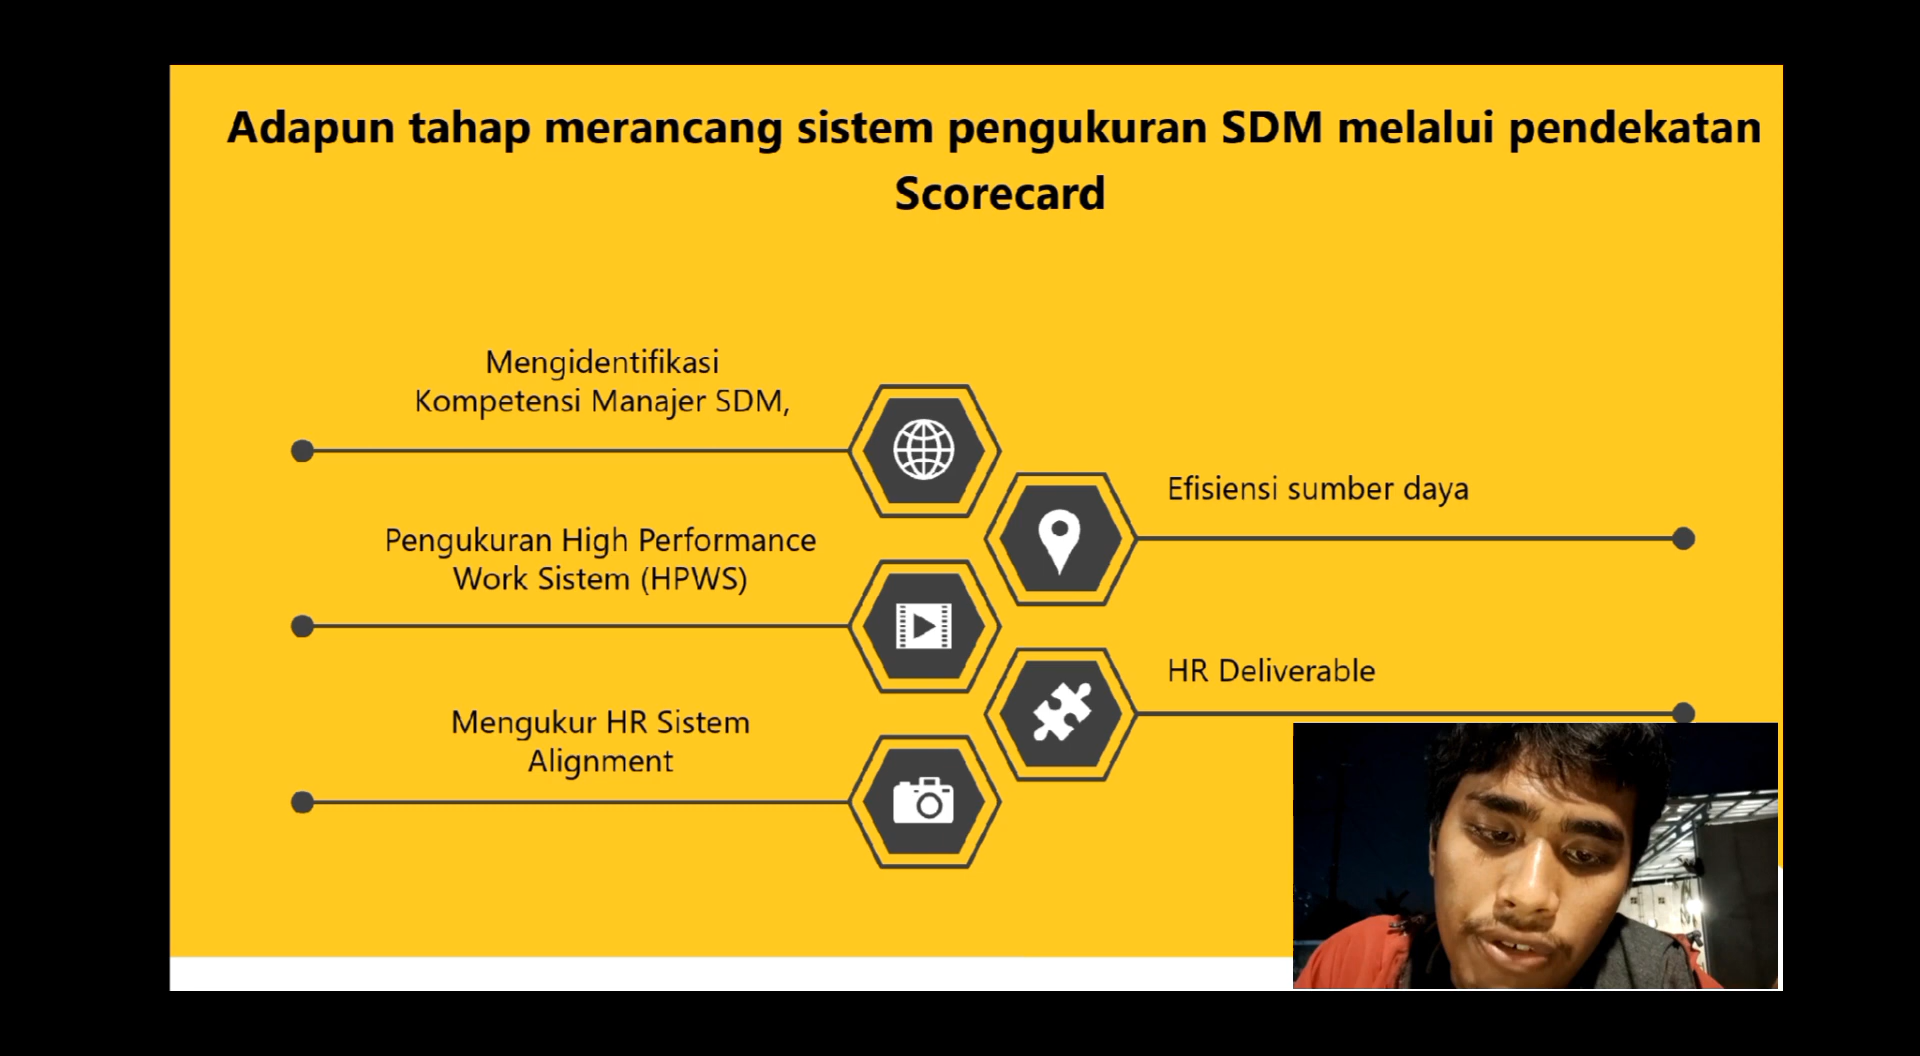 Adapun tahap merancang sistem pengukuran SDM melalui pendekatan
Scorecard
Mengidentifikasi
Kompetensi Manajer SDM,
Efisiensi sumber daya
Pengukuran High Performance
Work Sistem (HPWS)
HR Deliverable
Mengukur HR Sistem
Alignment